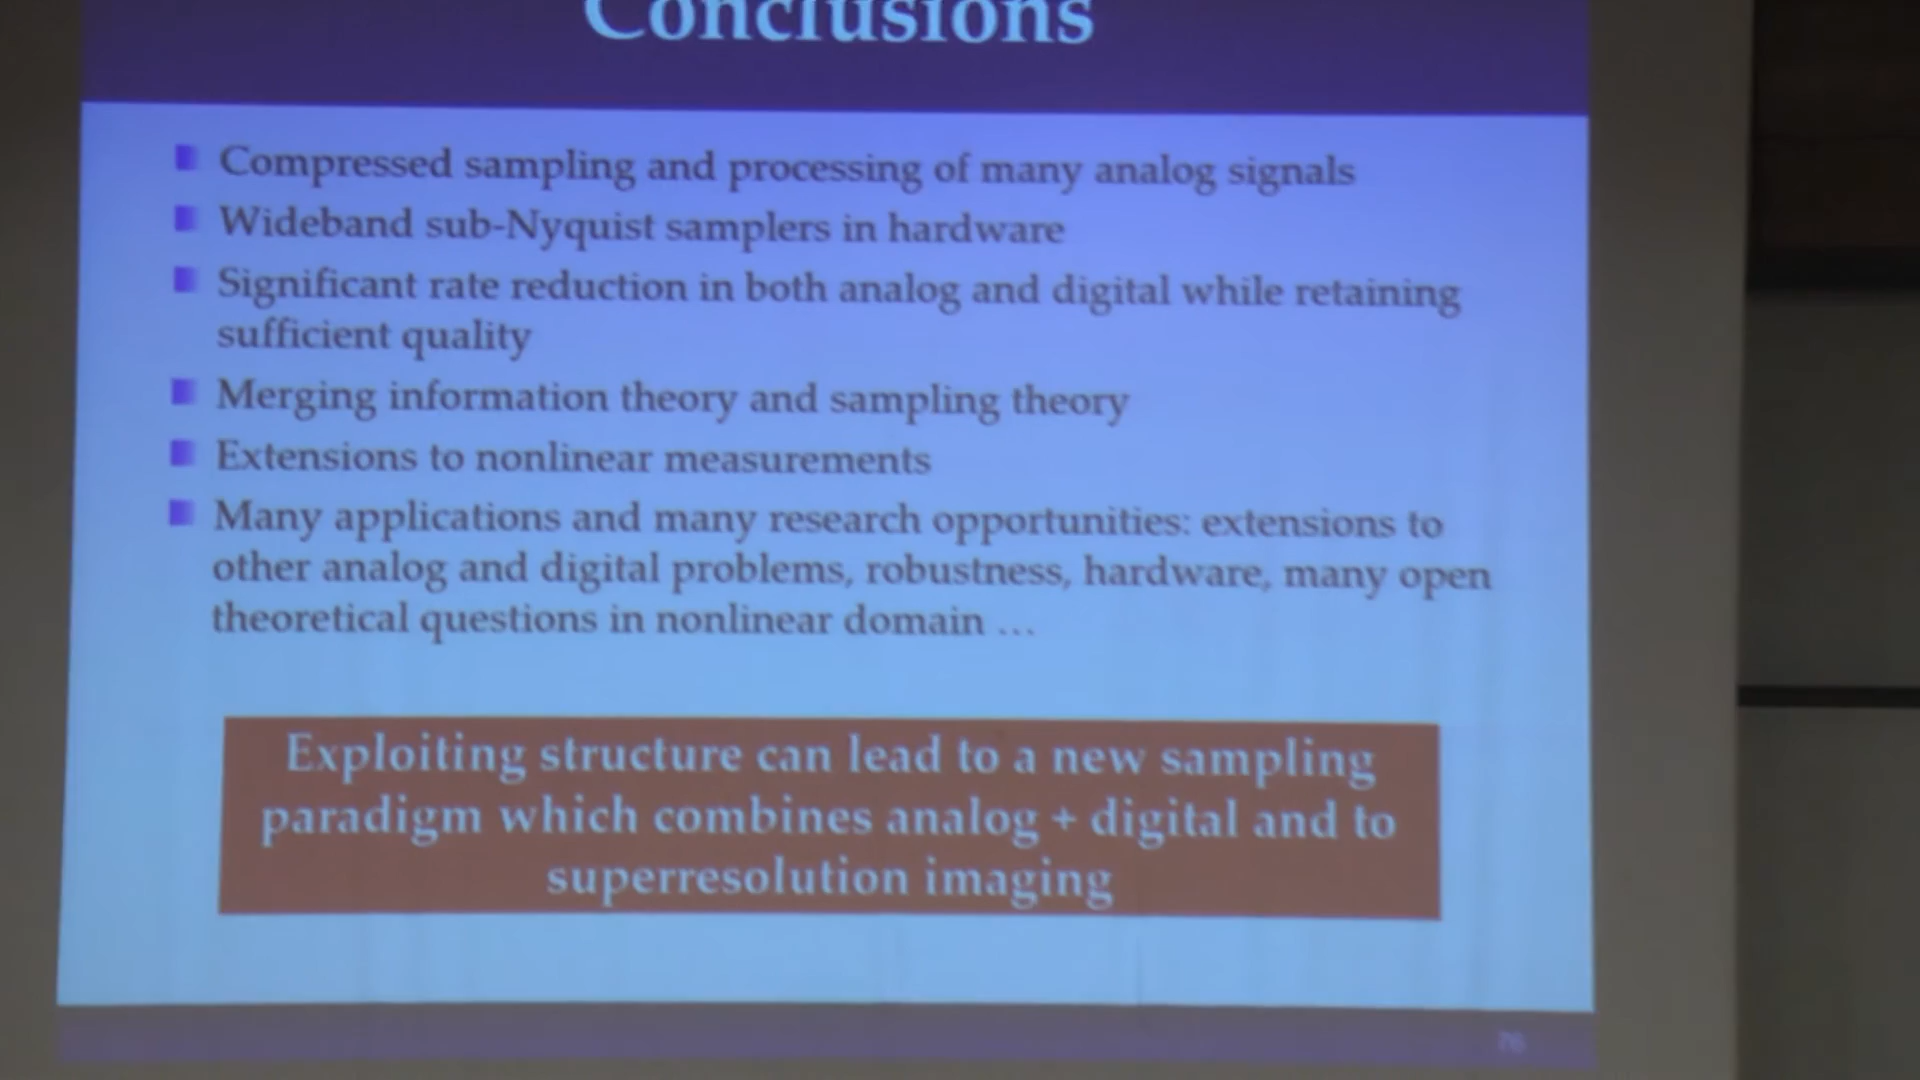 Conclusions
Compressed sampling and processing of many analog signals
Wideband sub-Nyquist samplers in hardware
Significant rate reduction in both analog and digital while retaining
sufficient quality
Merging information theory and sampling theory
Extensions to nonlinear measurements
Many applications and many research opportunities: extensions to
other analog and digital problems, robustness, hardware, many open
theoretical questions in nonlinear domain ...
Exploiting structure can lead to a new sampling
paradigm which combines analog + digital and to
superresolution imaging